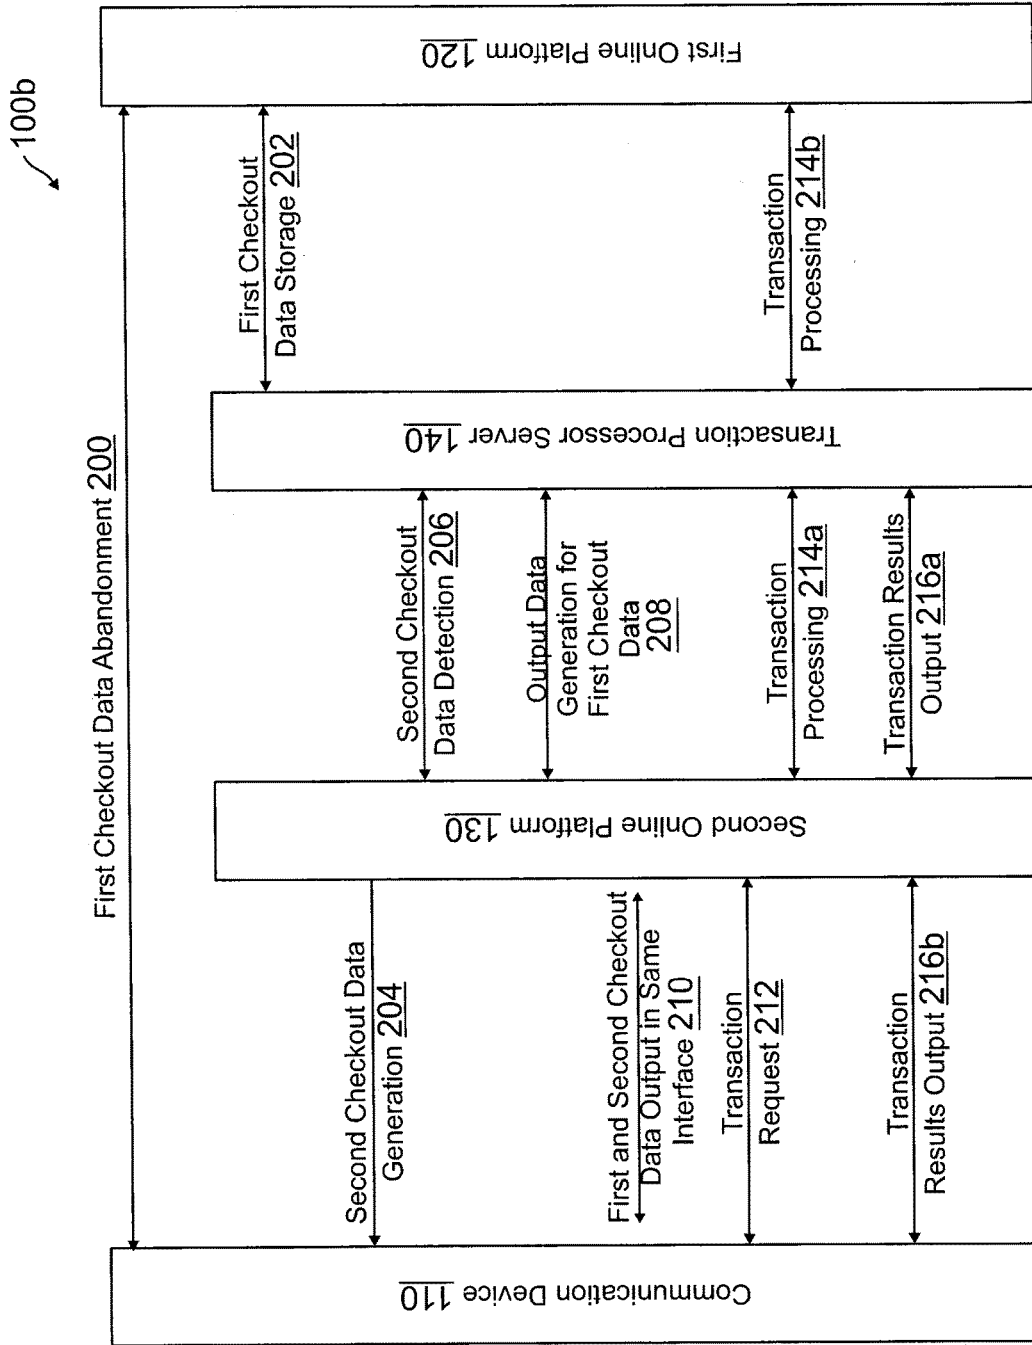 100b
First Checkout Data Abandonment 200
Communication Device 110
Second Online Platform 130
Transaction Processor Server 140
First Online Platform 120
First Checkout
Data Storage 202
Second Checkout Data
Generation 204
Second Checkout
Data Detection 206
Output Data
Generation for
First Checkout
Data
208
First and Second Checkout
Data Output in Same
Interface 210
Transaction
Request 212
Transaction
Processing 214a
Transaction
Processing 214b
Transaction Results
Output 216a
Transaction
Results Output 216b